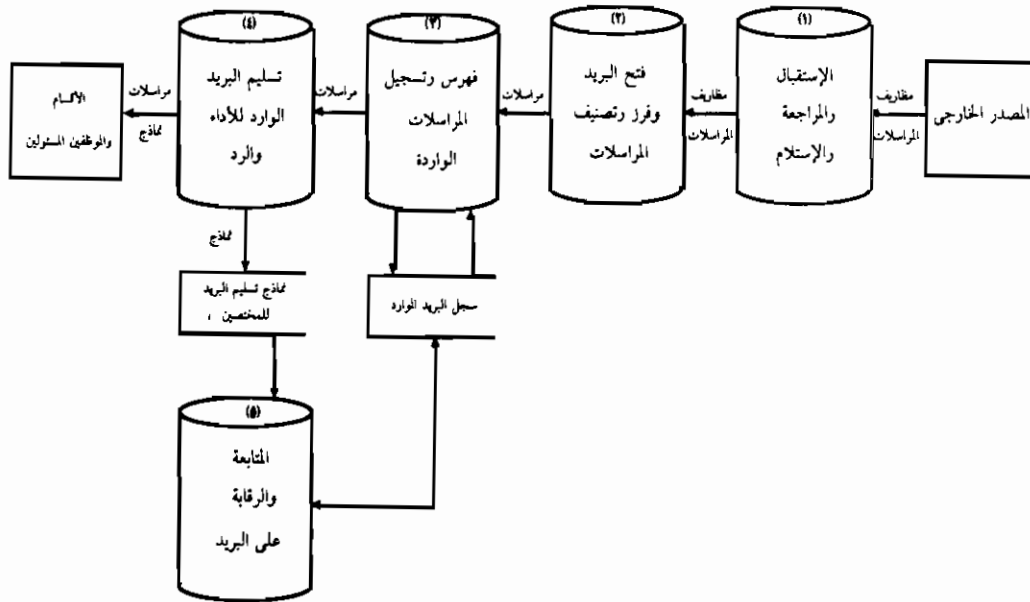 المصدر الخارجى
مظاريف
المراسلات
(١)
الإستقبال
والمراجعة
والإستلام
مظاريف
المراسلات
(٢)
فتح البريد
وفرز وتصنيف
المراسلات
مراسلات
(٣)
فهرس وتسجيل
المراسلات
الواردة
مراسلات
(٤)
تسليم البريد
الوارد للأداء
والرد
مراسلات
نماذج
الأقسام
والموظفين المسئولين
نماذج
نماذج تسليم البريد
للمختصين ،
سجل البريد الوارد
(٥)
المتابعة
والرقابة
على البريد